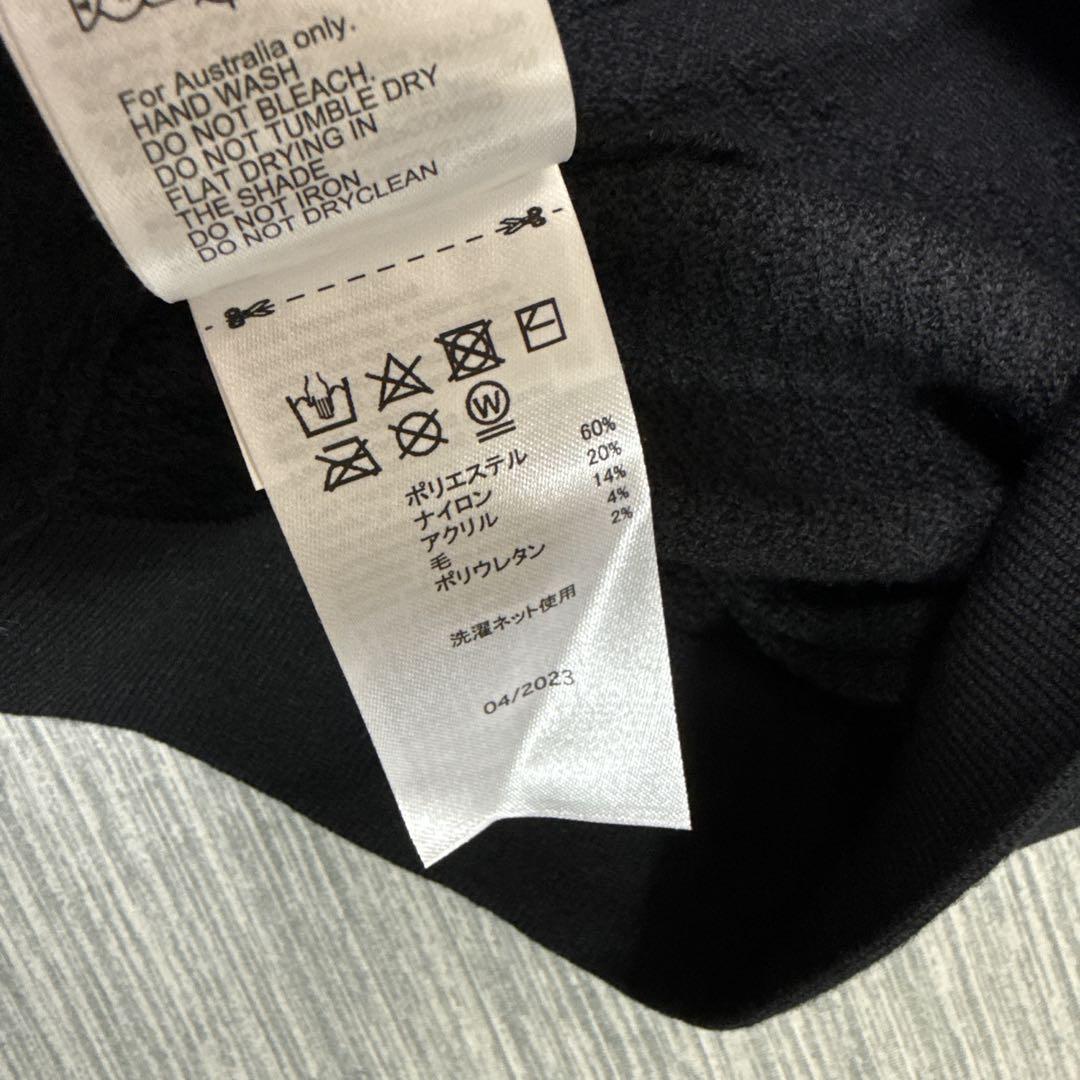 For Australia only.
HAND WASH
DO NOT BLEACH.
DO NOT TUMBLE DRY
FLAT DRYING IN
THE SHADE
DO NOT IRON
DO NOT DRYCLEAN
W
ポリエステル 60%
ナイロン 20%
アクリル 14%
毛 4%
ポリウレタン 2%
洗濯ネット使用
04/2023